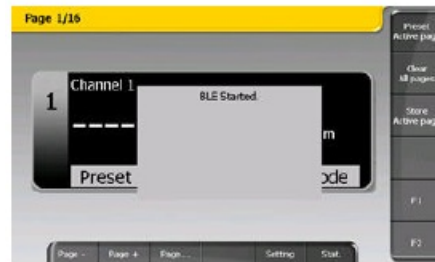 Page 1/16
Preset
Active pag
Clear
All pages
Store
Active pag
1
Channel 1
BLE Started.
m
Preset
ode
F1
F2
Page -
Page +
Page...
Setting
Stat.